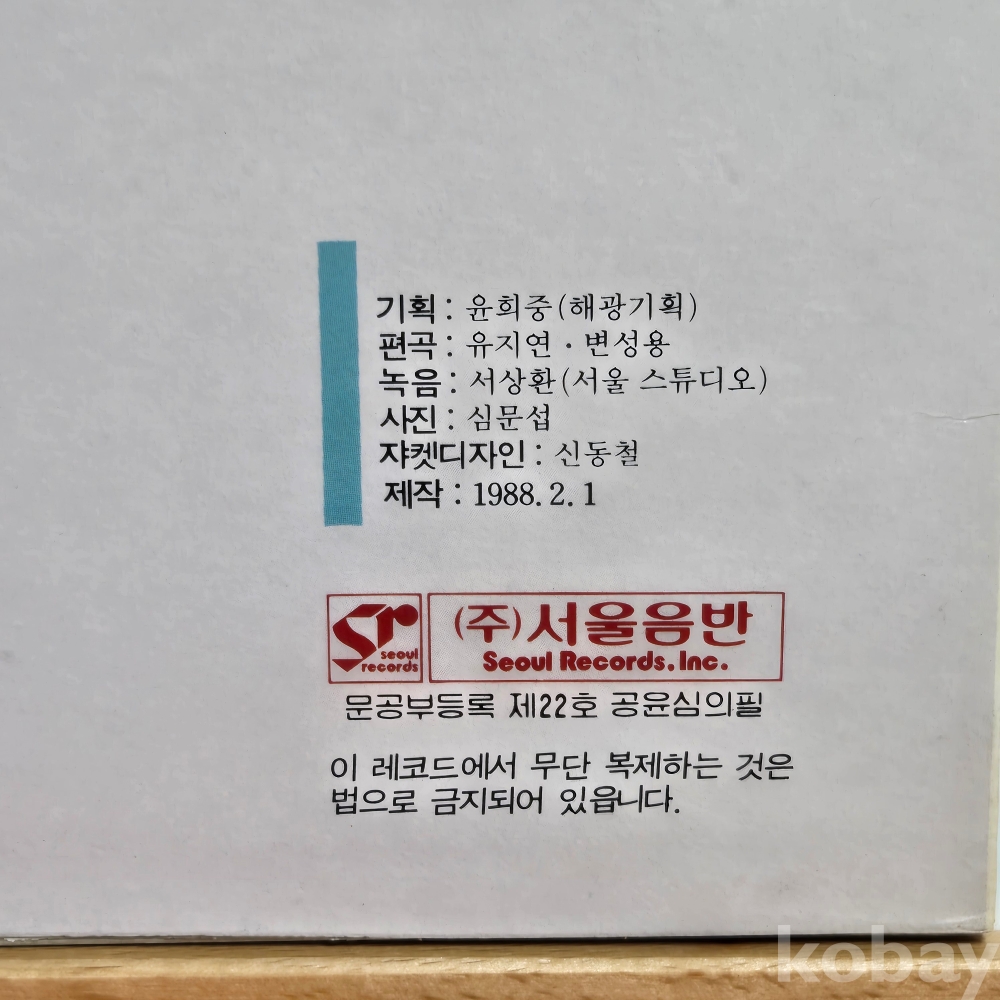 기획 : 윤희중(해광기획)
편곡 : 유지연 · 변성용
녹음 : 서상환(서울 스튜디오)
사진 : 심문섭
쟈켓디자인 : 신동철
제작 : 1988. 2. 1
sr
seoul
records
(주)서울음반
Seoul Records. Inc.
문공부등록 제22호 공윤심의필
이 레코드에서 무단 복제하는 것은
법으로 금지되어 있읍니다.
kobay